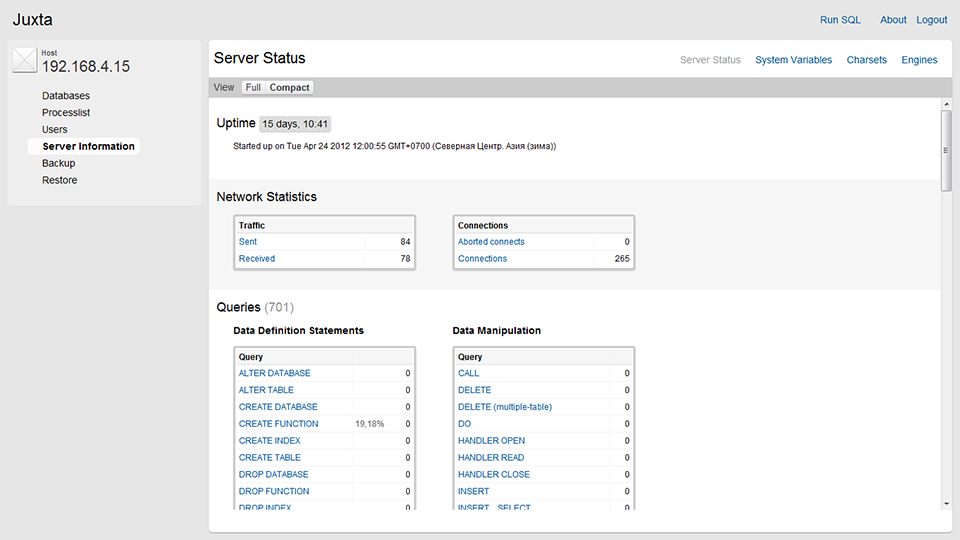 Juxta
Run SQL About Logout
Host
192.168.4.15
Databases
Processlist
Users
Server Information
Backup
Restore
Server Status
Server Status System Variables Charsets Engines
View Full Compact
Uptime 15 days, 10:41
Started up on Tue Apr 24 2012 12:00:55 GMT+0700 (Северная Центр. Азия (зима))
Network Statistics
Traffic
Sent 84
Received 78
Connections
Aborted connects 0
Connections 265
Queries (701)
Data Definition Statements
Query
ALTER DATABASE 0
ALTER TABLE 0
CREATE DATABASE 0
CREATE FUNCTION 19,18% 0
CREATE INDEX 0
CREATE TABLE 0
DROP DATABASE 0
DROP FUNCTION 0
DROP INDEX 0
Data Manipulation
Query
CALL 0
DELETE 0
DELETE (multiple-table) 0
DO 0
HANDLER OPEN 0
HANDLER READ 0
HANDLER CLOSE 0
INSERT 0
INSERT SELECT 0